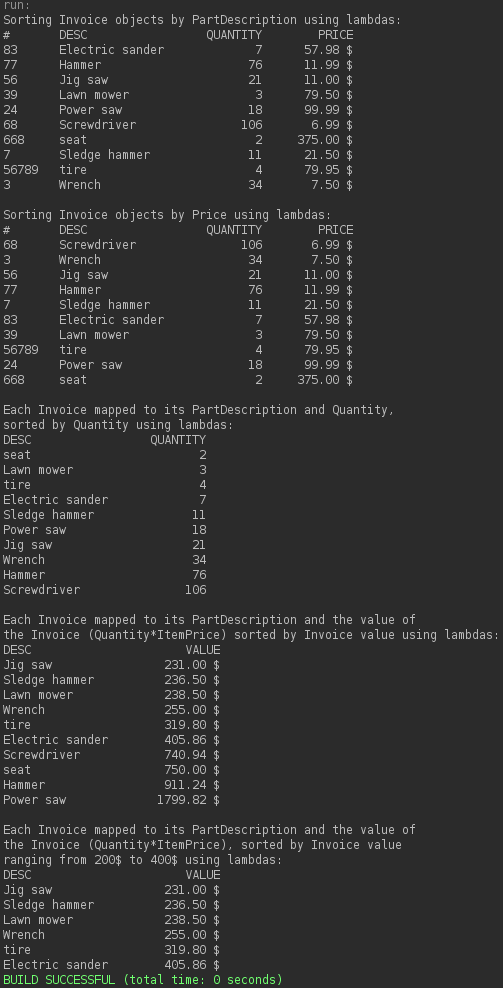 run:
Sorting Invoice objects by PartDescription using lambdas:
#      DESC                 QUANTITY        PRICE
83     Electric sander             7      57.98 $
77     Hammer                     76      11.99 $
56     Jig saw                    21      11.00 $
39     Lawn mower                  3      79.50 $
24     Power saw                  18      99.99 $
68     Screwdriver               106       6.99 $
668    seat                        2     375.00 $
7      Sledge hammer              11      21.50 $
56789  tire                        4      79.95 $
3      Wrench                     34       7.50 $

Sorting Invoice objects by Price using lambdas:
#      DESC                 QUANTITY        PRICE
68     Screwdriver               106       6.99 $
3      Wrench                     34       7.50 $
56     Jig saw                    21      11.00 $
77     Hammer                     76      11.99 $
7      Sledge hammer              11      21.50 $
83     Electric sander             7      57.98 $
39     Lawn mower                  3      79.50 $
56789  tire                        4      79.95 $
24     Power saw                  18      99.99 $
668    seat                        2     375.00 $

Each Invoice mapped to its PartDescription and Quantity,
sorted by Quantity using lambdas:
DESC                 QUANTITY
seat                        2
Lawn mower                  3
tire                        4
Electric sander             7
Sledge hammer              11
Power saw                  18
Jig saw                    21
Wrench                     34
Hammer                     76
Screwdriver               106

Each Invoice mapped to its PartDescription and the value of
the Invoice (Quantity*ItemPrice) sorted by Invoice value using lambdas:
DESC                      VALUE
Jig saw                231.00 $
Sledge hammer          236.50 $
Lawn mower             238.50 $
Wrench                 255.00 $
tire                   319.80 $
Electric sander        405.86 $
Screwdriver            740.94 $
seat                   750.00 $
Hammer                 911.24 $
Power saw             1799.82 $

Each Invoice mapped to its PartDescription and the value of
the Invoice (Quantity*ItemPrice), sorted by Invoice value
ranging from 200$ to 400$ using lambdas:
DESC                      VALUE
Jig saw                231.00 $
Sledge hammer          236.50 $
Lawn mower             238.50 $
Wrench                 255.00 $
tire                   319.80 $
Electric sander        405.86 $
BUILD SUCCESSFUL (total time: 0 seconds)